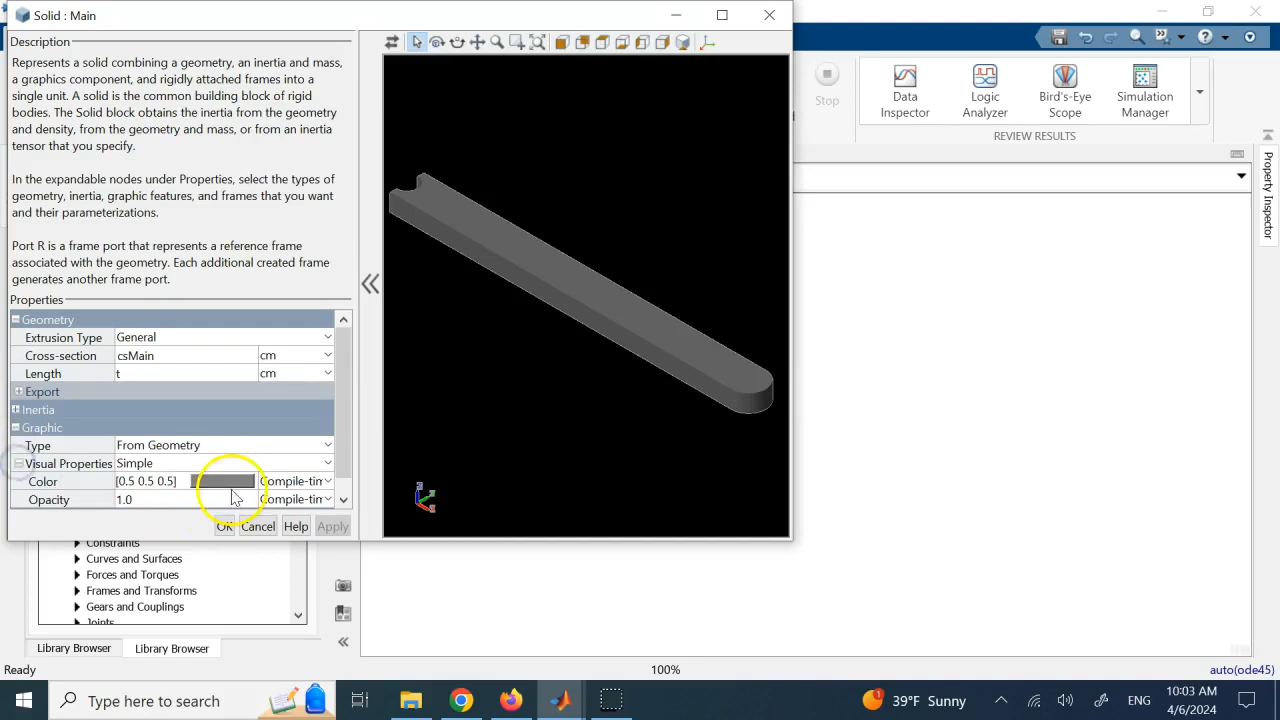 Solid : Main
Description
Represents a solid combining a geometry, an inertia and mass,
a graphics component, and rigidly attached frames into a
single unit. A solid is the common building block of rigid
bodies. The Solid block obtains the inertia from the geometry
and density, from the geometry and mass, or from an inertia
tensor that you specify.
In the expandable nodes under Properties, select the types of
geometry, inertia, graphic features, and frames that you want
and their parameterizations.
Port R is a frame port that represents a reference frame
associated with the geometry. Each additional created frame
generates another frame port.
Properties
Geometry
Extrusion Type General
Cross-section csMain cm
Length t cm
Export
Inertia
Graphic
Type From Geometry
Visual Properties Simple
Color [0.5 0.5 0.5] Compile-tim
Opacity 1.0 Compile-tim
OK Cancel Help Apply
Stop
Data Inspector
Logic Analyzer
Bird's-Eye Scope
Simulation Manager
REVIEW RESULTS
Property Inspector
Constraints
Curves and Surfaces
Forces and Torques
Frames and Transforms
Gears and Couplings
Joints
Library Browser Library Browser
Ready 100% auto(ode45)
Type here to search
1
39°F Sunny
ENG
10:03 AM
4/6/2024